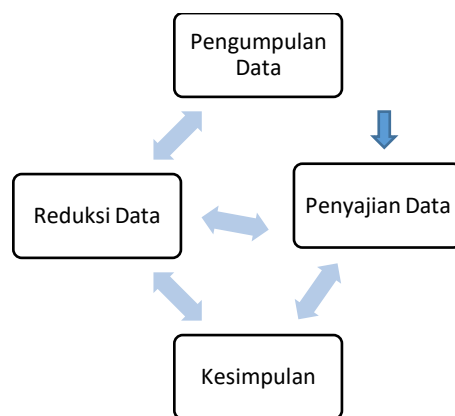 Pengumpulan
Data
Reduksi Data
Penyajian Data
Kesimpulan